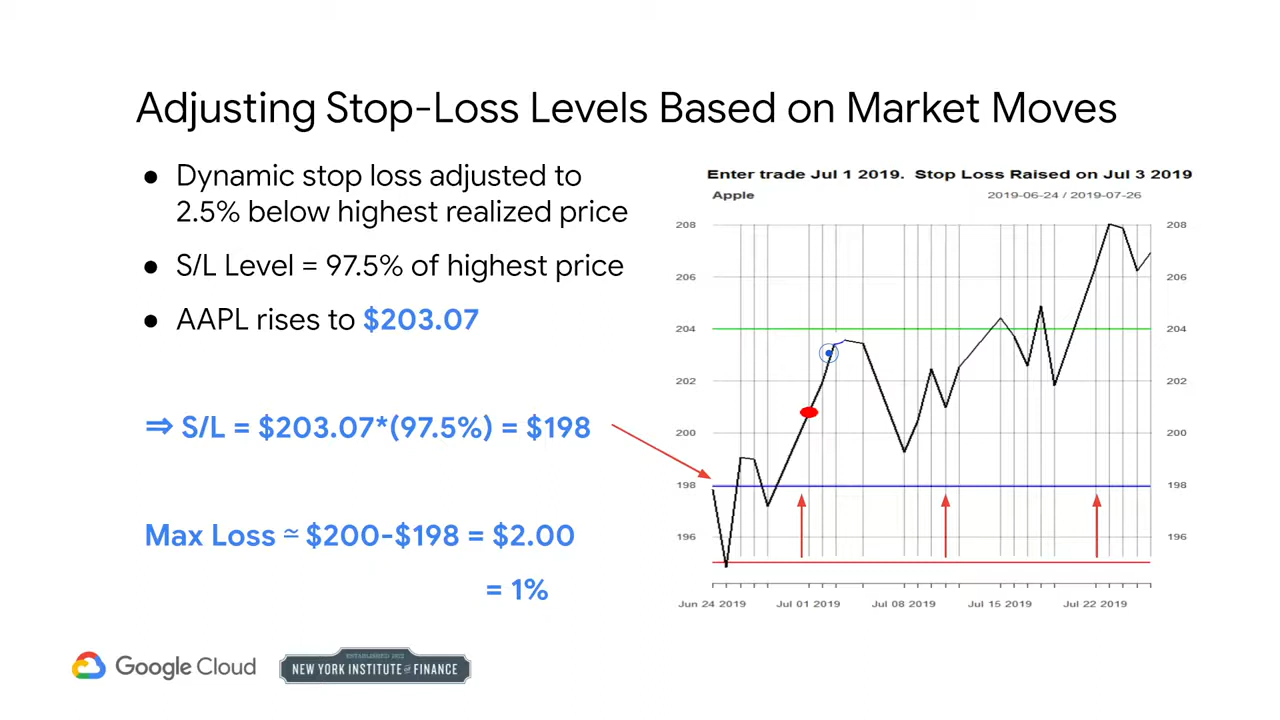 Adjusting Stop-Loss Levels Based on Market Moves
● Dynamic stop loss adjusted to
2.5% below highest realized price
● S/L Level = 97.5% of highest price
● AAPL rises to $203.07
⇒ S/L = $203.07*(97.5%) = $198
Max Loss ≃ $200-$198 = $2.00
= 1%
Enter trade Jul 1 2019. Stop Loss Raised on Jul 3 2019
Apple 2019-06-24 / 2019-07-26
208 208
206 206
204 204
202 202
200 200
198 198
196 196
Jun 24 2019 Jul 01 2019 Jul 08 2019 Jul 15 2019 Jul 22 2019
Google Cloud
ESTABLISHED 1922
NEW YORK INSTITUTE OF FINANCE